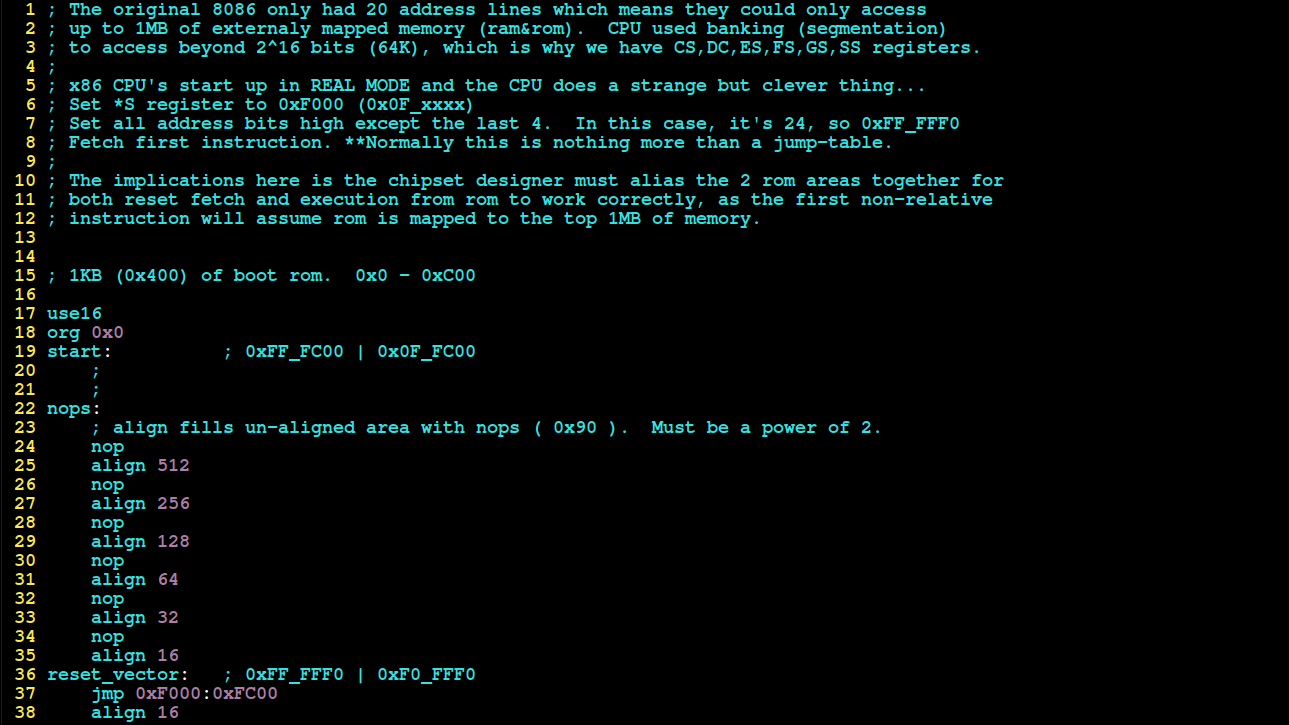 1 ; The original 8086 only had 20 address lines which means they could only access
2 ; up to 1MB of externaly mapped memory (ram&rom).  CPU used banking (segmentation)
3 ; to access beyond 2^16 bits (64K), which is why we have CS,DC,ES,FS,GS,SS registers.
4 ;
5 ; x86 CPU's start up in REAL MODE and the CPU does a strange but clever thing...
6 ; Set *S register to 0xF000 (0x0F_xxxx)
7 ; Set all address bits high except the last 4.  In this case, it's 24, so 0xFF_FFF0
8 ; Fetch first instruction. **Normally this is nothing more than a jump-table.
9 ;
10 ; The implications here is the chipset designer must alias the 2 rom areas together for
11 ; both reset fetch and execution from rom to work correctly, as the first non-relative
12 ; instruction will assume rom is mapped to the top 1MB of memory.
13
14
15 ; 1KB (0x400) of boot rom.  0x0 - 0xC00
16
17 use16
18 org 0x0
19 start:          ; 0xFF_FC00 | 0x0F_FC00
20     ;
21     ;
22 nops:
23     ; align fills un-aligned area with nops ( 0x90 ).  Must be a power of 2.
24     nop
25     align 512
26     nop
27     align 256
28     nop
29     align 128
30     nop
31     align 64
32     nop
33     align 32
34     nop
35     align 16
36 reset_vector:   ; 0xFF_FFF0 | 0xF0_FFF0
37     jmp 0xF000:0xFC00
38     align 16